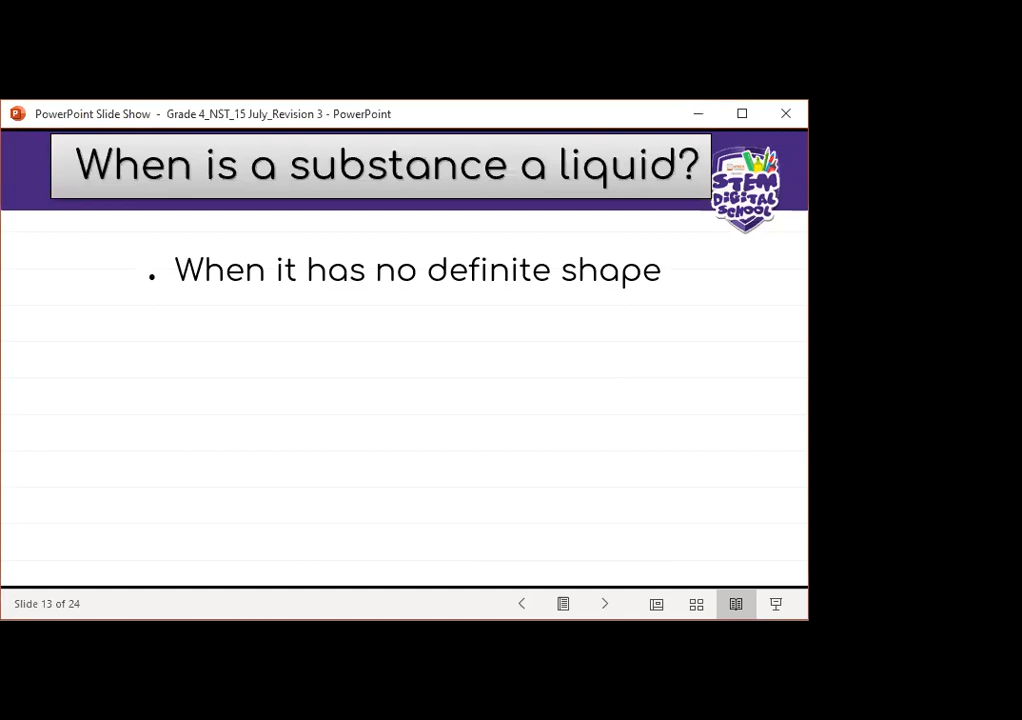 PowerPoint Slide Show - Grade 4_NST_15 July_Revision 3 - PowerPoint
When is a substance a liquid?
STEM
DIGITAL
SCHOOL
. When it has no definite shape
Slide 13 of 24